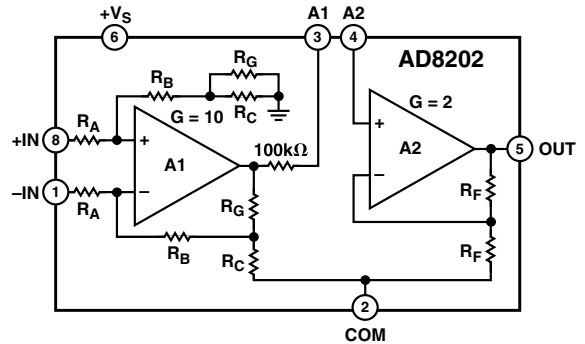 +VS A1 A2
6 3 4
AD8202
RG
RB
RC
G = 10
G = 2
RA
+IN 8
+
A1
100kΩ
+
A2
5 OUT
–IN 1
–
RA
–
RG
RF
RB
RC
RF
2
COM